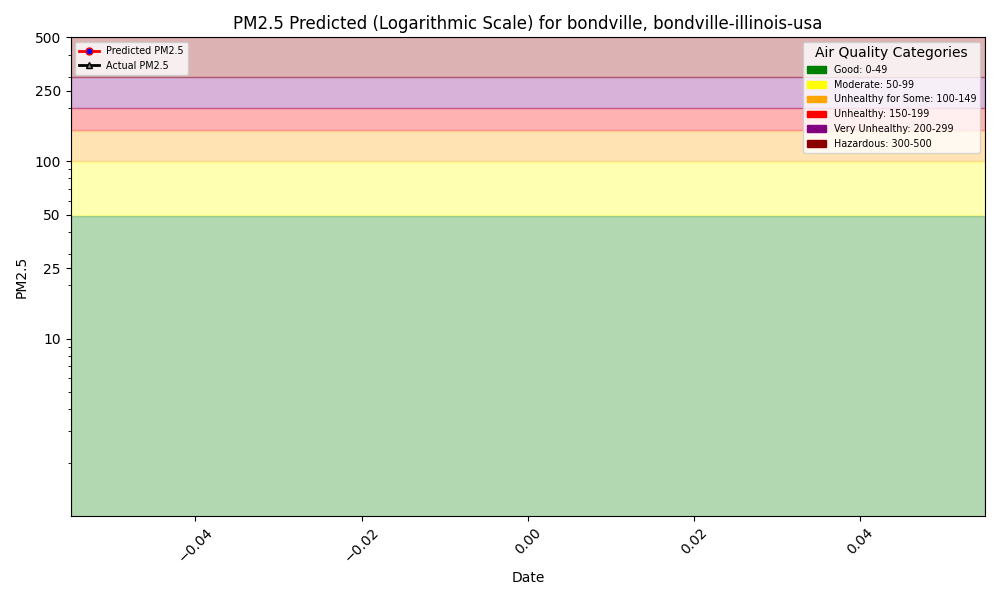 PM2.5 Predicted (Logarithmic Scale) for bondville, bondville-illinois-usa
Predicted PM2.5
Actual PM2.5
Air Quality Categories
Good: 0-49
Moderate: 50-99
Unhealthy for Some: 100-149
Unhealthy: 150-199
Very Unhealthy: 200-299
Hazardous: 300-500
500
250
100
50
25
10
PM2.5
−0.04
−0.02
0.00
0.02
0.04
Date